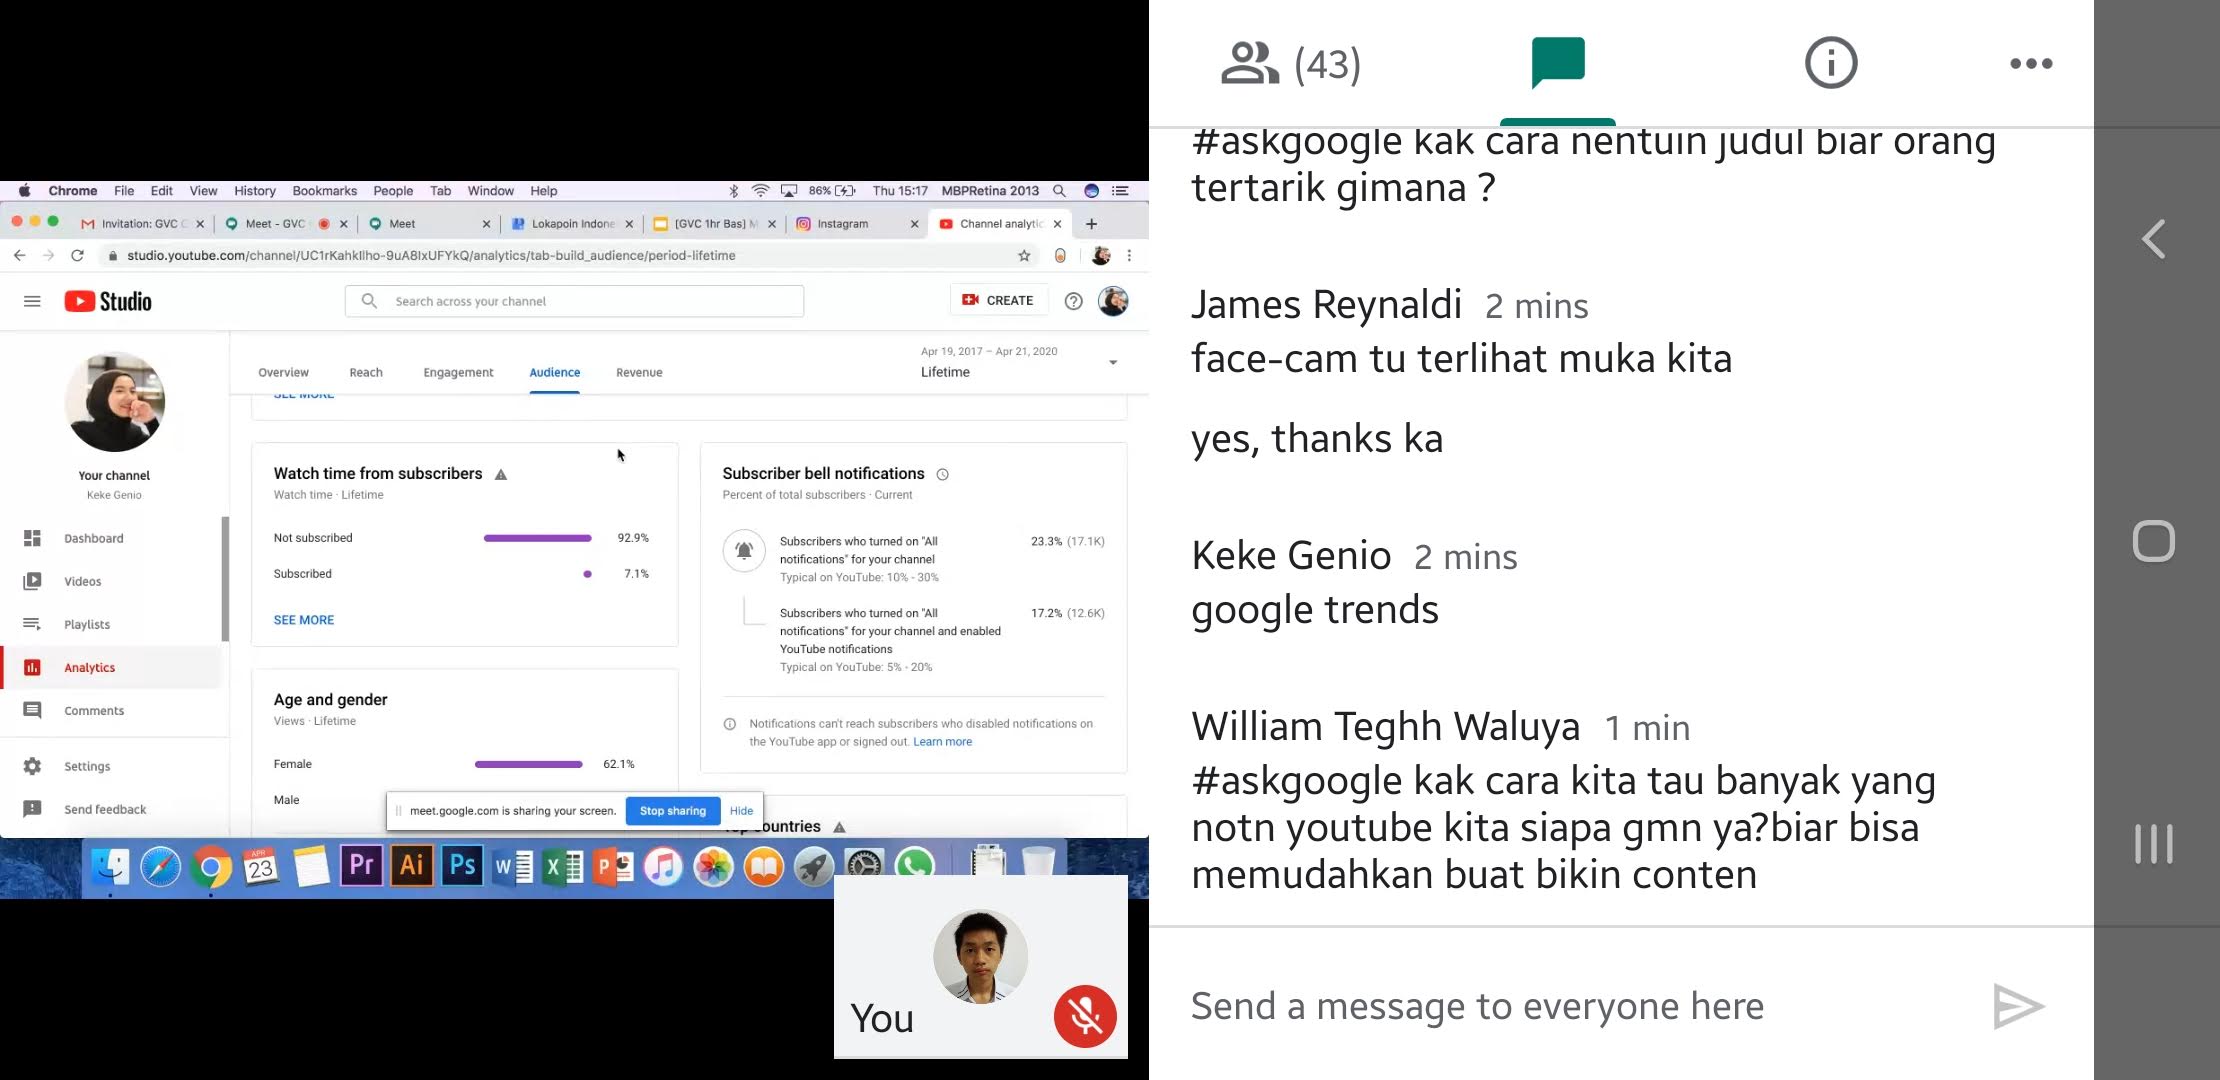 Chrome File Edit View History Bookmarks People Tab Window Help
86% Thu 15:17 MBPRetina 2013
Invitation: GVC
Meet - GVC
Meet
Lokapoin Indone
[GVC 1hr Bas] M
Instagram
Channel analytic
studio.youtube.com/channel/UC1rKahkIlho-9uA8IxUFYkQ/analytics/tab-build_audience/period-lifetime
Studio
Search across your channel
CREATE
Your channel
Keke Genio
Dashboard
Videos
Playlists
Analytics
Comments
Settings
Send feedback
Overview Reach Engagement Audience Revenue
Apr 19, 2017 – Apr 21, 2020
Lifetime
SEE MORE
Watch time from subscribers
Watch time · Lifetime
Not subscribed 92.9%
Subscribed 7.1%
SEE MORE
Age and gender
Views · Lifetime
Female 62.1%
Male
Subscriber bell notifications
Percent of total subscribers · Current
Subscribers who turned on "All 23.3% (17.1K)
notifications" for your channel
Typical on YouTube: 10% - 30%
Subscribers who turned on "All 17.2% (12.6K)
notifications" for your channel and enabled
YouTube notifications
Typical on YouTube: 5% - 20%
Notifications can't reach subscribers who disabled notifications on
the YouTube app or signed out. Learn more
Top countries
meet.google.com is sharing your screen. Stop sharing Hide
APR
23
Pr
Ai
Ps
W
X
P
You
(43)
#askgoogle kak cara nentuin judul biar orang
tertarik gimana ?
James Reynaldi 2 mins
face-cam tu terlihat muka kita
yes, thanks ka
Keke Genio 2 mins
google trends
William Teghh Waluya 1 min
#askgoogle kak cara kita tau banyak yang
notn youtube kita siapa gmn ya?biar bisa
memudahkan buat bikin conten
Send a message to everyone here